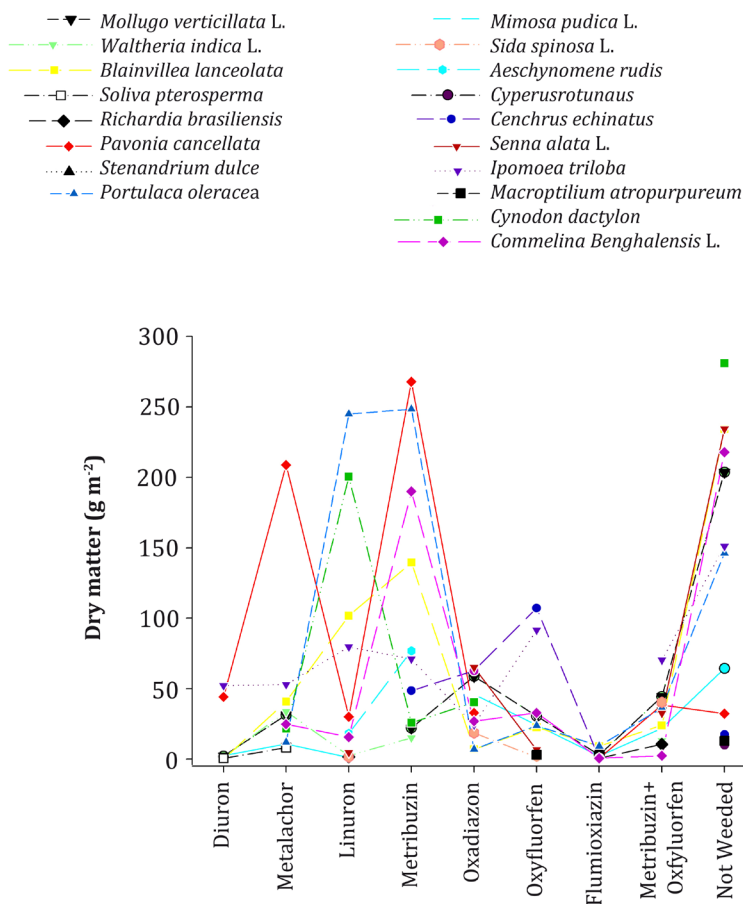 Mollugo verticillata L.
Waltheria indica L.
Blainvillea lanceolata
Soliva pterosperma
Richardia brasiliensis
Pavonia cancellata
Stenandrium dulce
Portulaca oleracea
Mimosa pudica L.
Sida spinosa L.
Aeschynomene rudis
Cyperusrotunaus
Cenchrus echinatus
Senna alata L.
Ipomoea triloba
Macroptilium atropurpureum
Cynodon dactylon
Commelina Benghalensis L.
300
250
200
150
100
50
0
Dry matter (g m-2)
Diuron
Metalachor
Linuron
Metribuzin
Oxadiazon
Oxyfluorfen
Flumioxiazin
Metribuzin+
Oxfyluorfen
Not Weeded